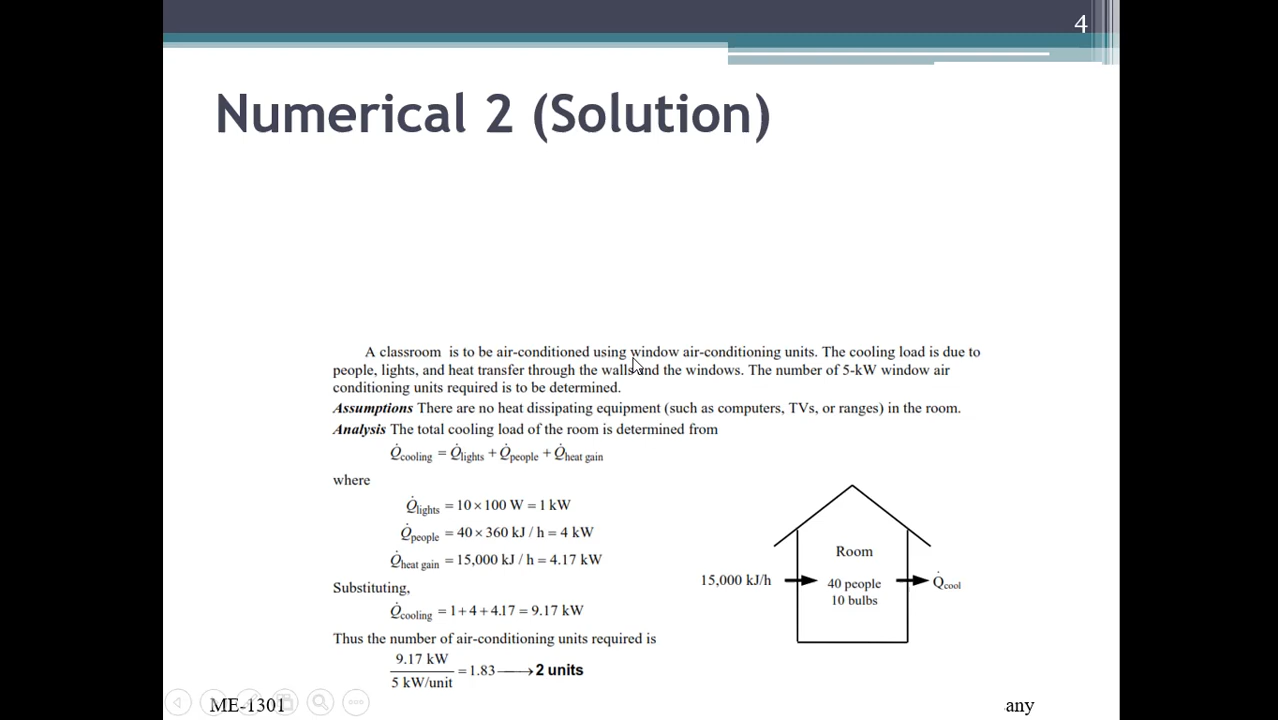 4
Numerical 2 (Solution)
A classroom is to be air-conditioned using window air-conditioning units. The cooling load is due to
people, lights, and heat transfer through the walls and the windows. The number of 5-kW window air
conditioning units required is to be determined.
Assumptions There are no heat dissipating equipment (such as computers, TVs, or ranges) in the room.
Analysis The total cooling load of the room is determined from
Q̇cooling = Q̇lights + Q̇people + Q̇heat gain
where
Q̇lights = 10 × 100 W = 1 kW
Q̇people = 40 × 360 kJ / h = 4 kW
Q̇heat gain = 15,000 kJ / h = 4.17 kW
Substituting,
Q̇cooling = 1 + 4 + 4.17 = 9.17 kW
Thus the number of air-conditioning units required is
9.17 kW
5 kW/unit
= 1.83 ⟶ 2 units
Room
15,000 kJ/h
40 people
10 bulbs
Q̇cool
ME-1301
any